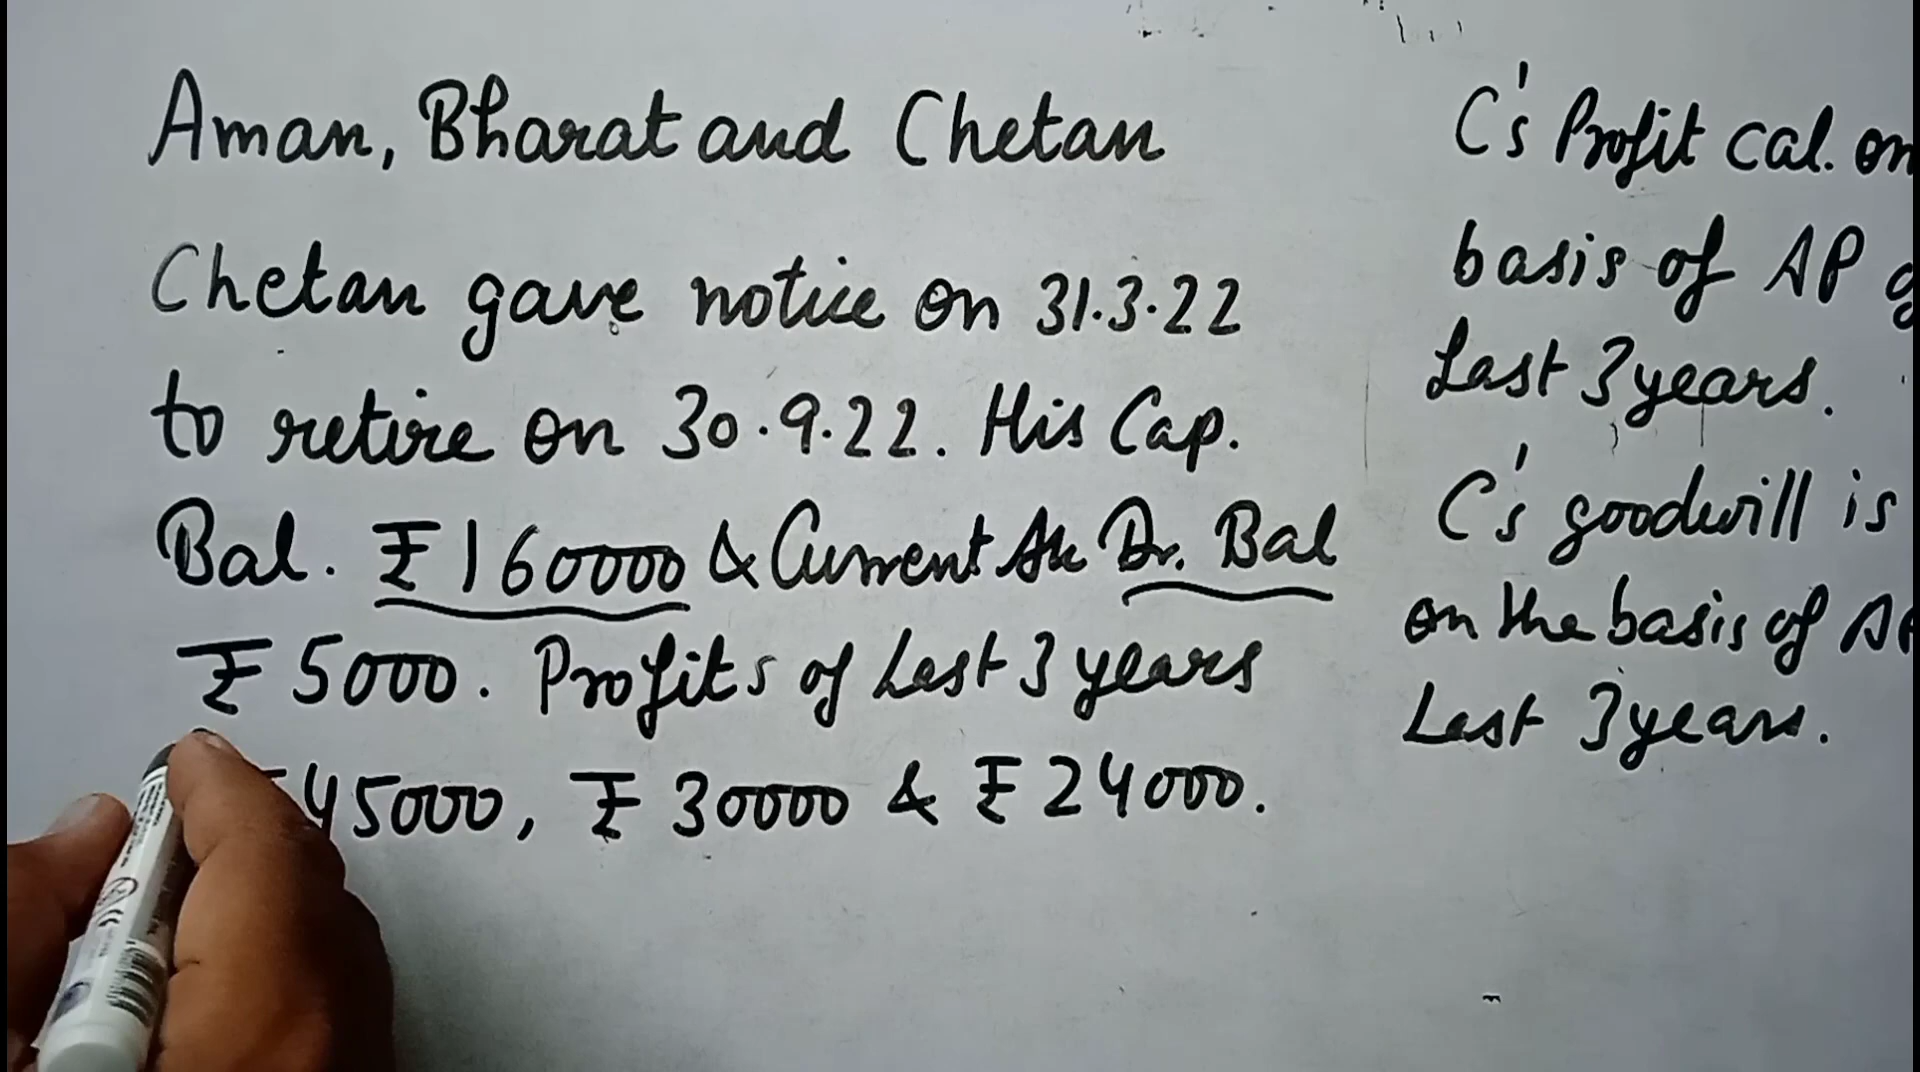 Aman, Bharat and Chetan
Chetan gave notice on 31.3.22
to retire on 30.9.22. His Cap.
Bal. ₹160000 & Current A/c Dr. Bal
₹ 5000. Profits of Last 3 years
45000, ₹ 30000 & ₹ 24000.
C's Profit cal. on
basis of AP
Last 3 years.
C's goodwill is
on the basis of
Last 3 years.